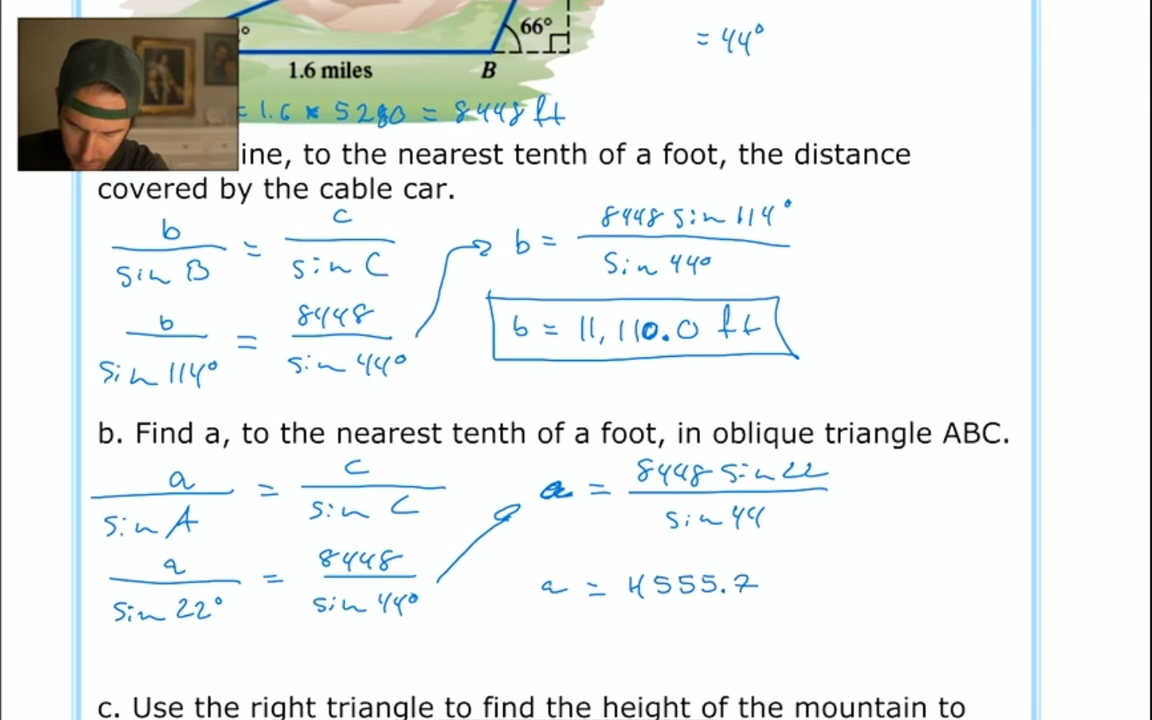 66°
= 44°
1.6 miles B
= 1.6 * 5280 = 8448 ft
ine, to the nearest tenth of a foot, the distance
covered by the cable car.
b / sin B = c / sin C
b = 8448 sin 114° / sin 44°
b / sin 114° = 8448 / sin 44°
b = 11,110.0 ft
b. Find a, to the nearest tenth of a foot, in oblique triangle ABC.
a / sin A = c / sin C
a = 8448 sin 22 / sin 44
a / sin 22° = 8448 / sin 44°
a = 4555.7
c. Use the right triangle to find the height of the mountain to